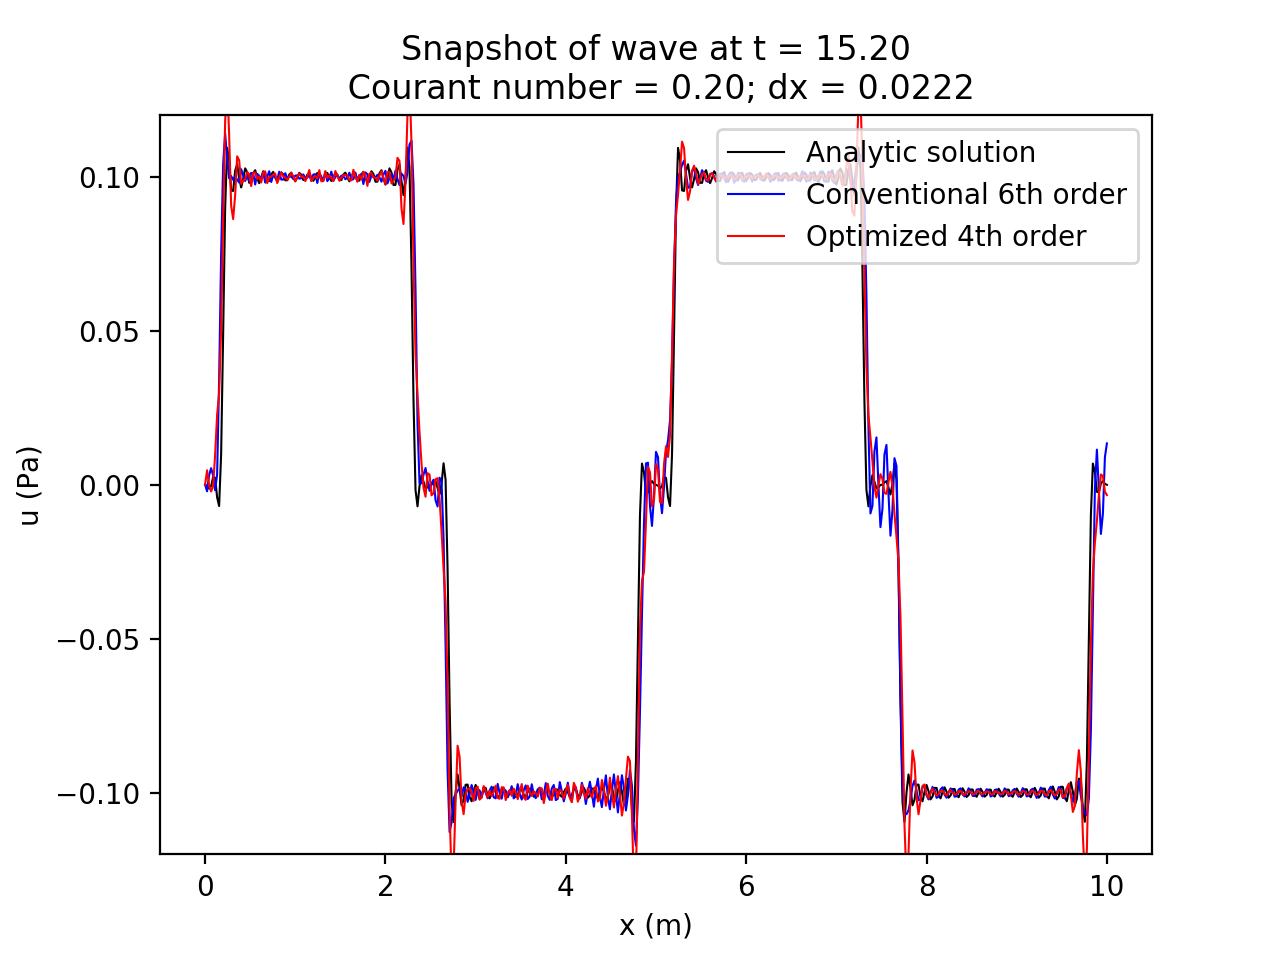 Snapshot of wave at t = 15.20
Courant number = 0.20; dx = 0.0222
Analytic solution
Conventional 6th order
Optimized 4th order
0.10
0.05
0.00
−0.05
−0.10
u (Pa)
0 2 4 6 8 10
x (m)